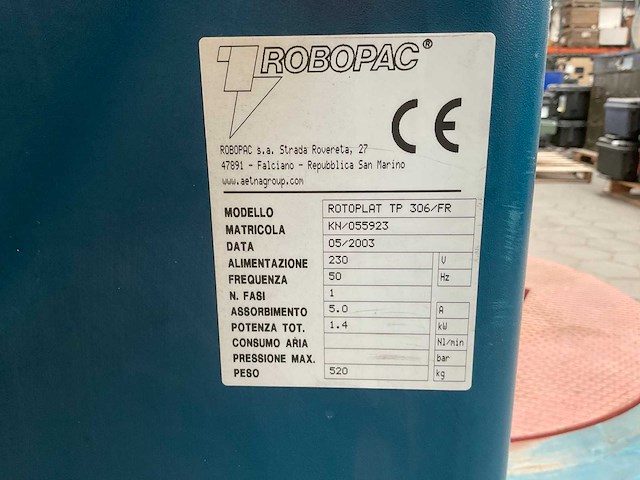 ROBOPAC®
CE
ROBOPAC s.a. Strada Rovereta, 27
47891 - Falciano - Repubblica San Marino
www.aetnagroup.com
MODELLO ROTOPLAT TP 306/FR
MATRICOLA KN/055923
DATA 05/2003
ALIMENTAZIONE 230 V
FREQUENZA 50 Hz
N. FASI 1
ASSORBIMENTO 5.0 A
POTENZA TOT. 1.4 kW
CONSUMO ARIA Nl/min
PRESSIONE MAX. bar
PESO 520 kg